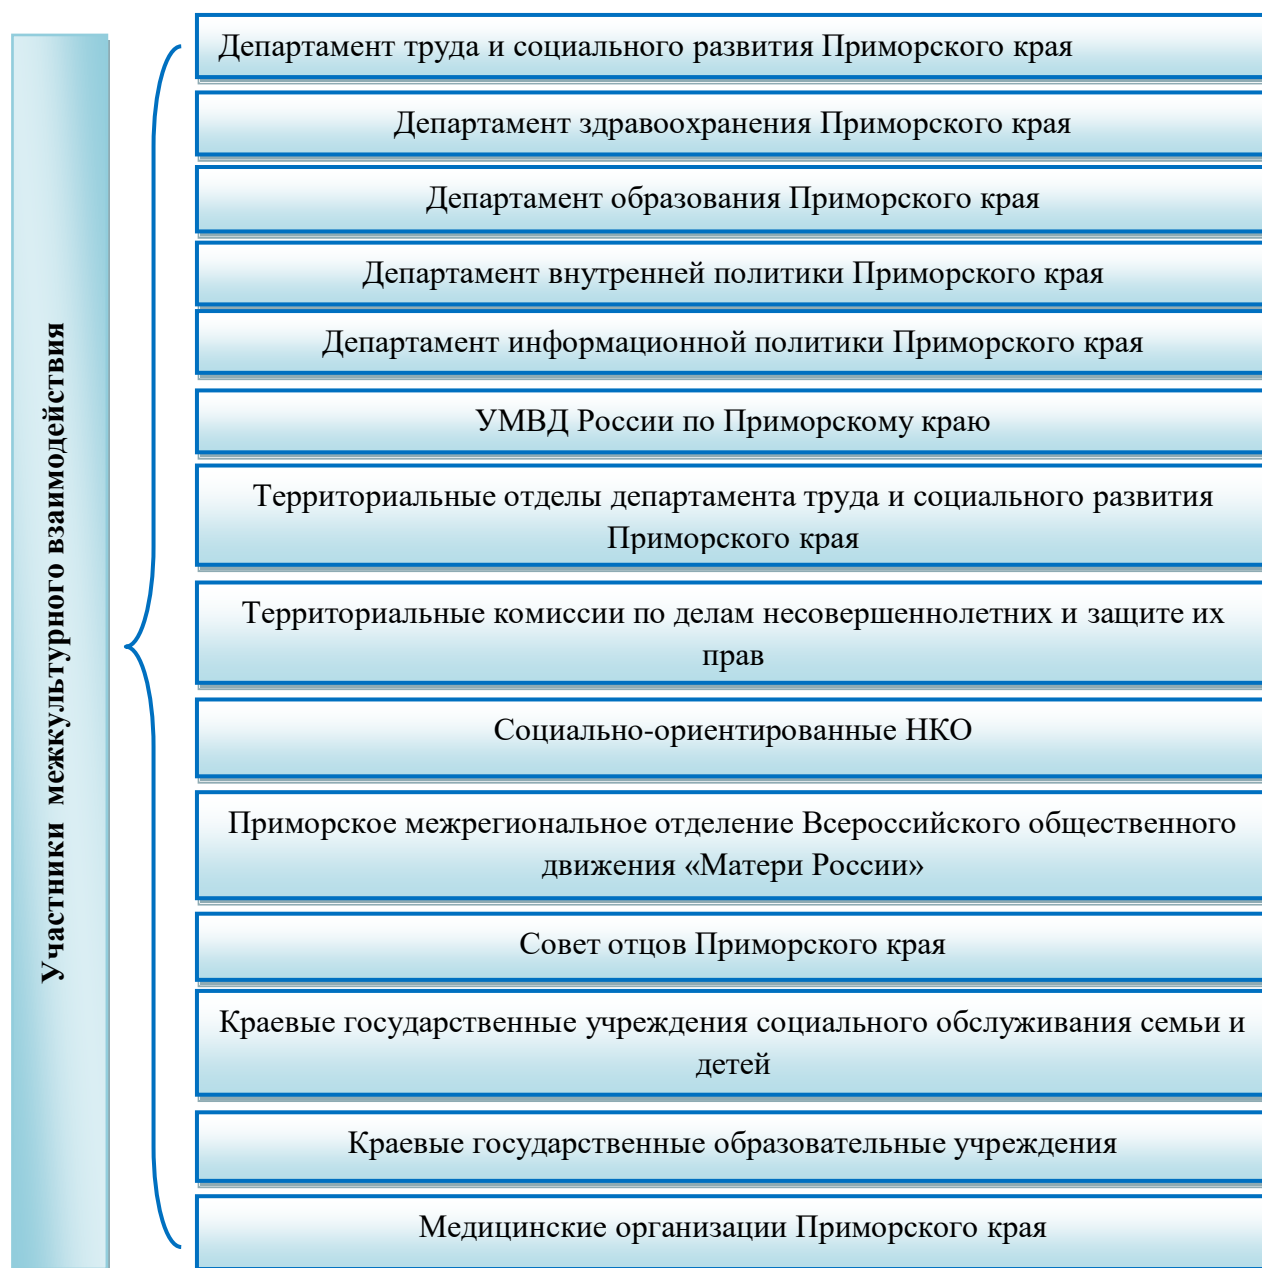 Участники межкультурного взаимодействия
Департамент труда и социального развития Приморского края
Департамент здравоохранения Приморского края
Департамент образования Приморского края
Департамент внутренней политики Приморского края
Департамент информационной политики Приморского края
УМВД России по Приморскому краю
Территориальные отделы департамента труда и социального развития
Приморского края
Территориальные комиссии по делам несовершеннолетних и защите их
прав
Социально-ориентированные НКО
Приморское межрегиональное отделение Всероссийского общественного
движения «Матери России»
Совет отцов Приморского края
Краевые государственные учреждения социального обслуживания семьи и
детей
Краевые государственные образовательные учреждения
Медицинские организации Приморского края